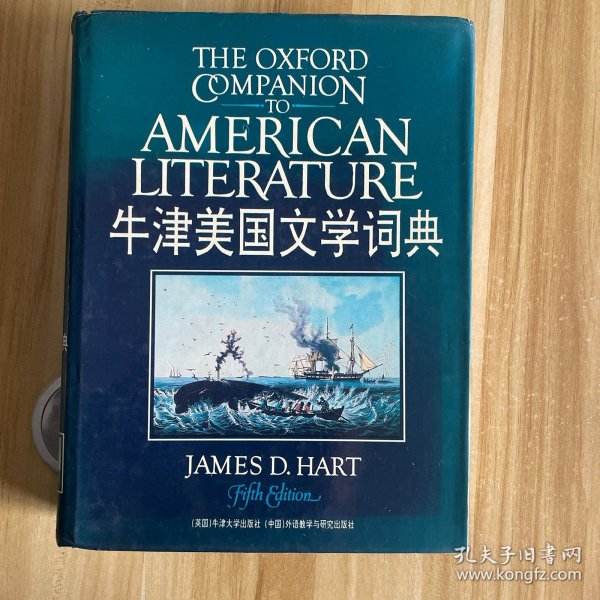 THE OXFORD
COMPANION
TO
AMERICAN
LITERATURE
牛津美国文学词典
JAMES D. HART
Fifth Edition
(英国)牛津大学出版社 (中国)外语教学与研究出版社
典
孔夫子旧书网
www.kongfz.com